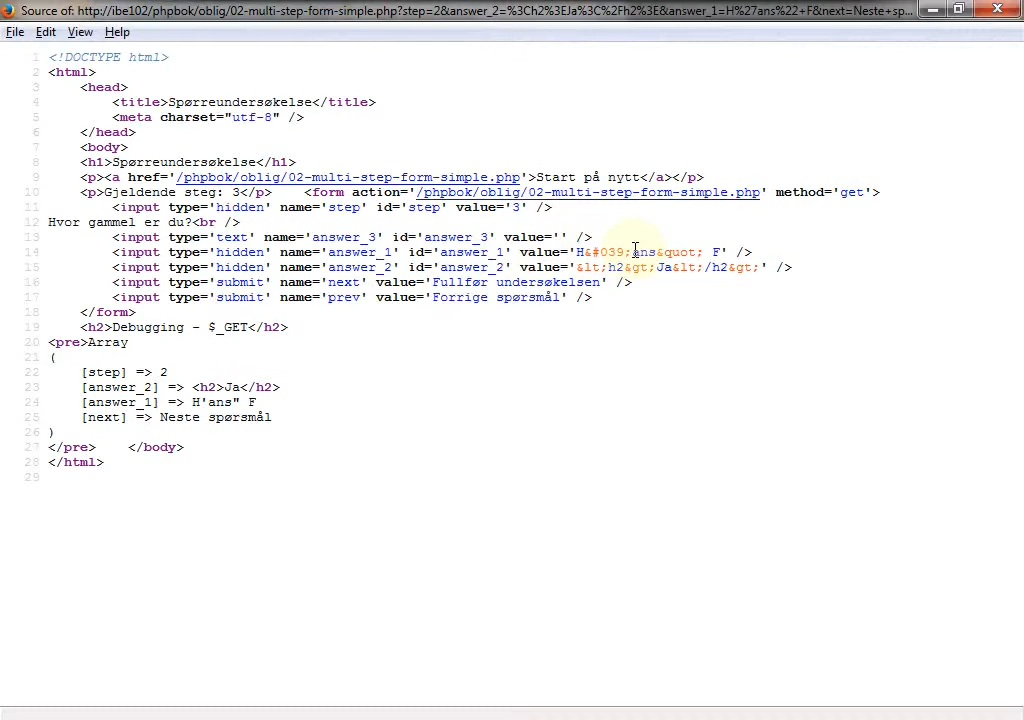 Source of: http://ibe102/phpbok/oblig/02-multi-step-form-simple.php?step=2&answer_2=%3Ch2%3EJa%3C%2Fh2%3E&answer_1=H%27ans%22+F&next=Neste+sp...
File Edit View Help
1 <!DOCTYPE html>
2 <html>
3 <head>
4 <title>Spørreundersøkelse</title>
5 <meta charset="utf-8" />
6 </head>
7 <body>
8 <h1>Spørreundersøkelse</h1>
9 <p><a href='/phpbok/oblig/02-multi-step-form-simple.php'>Start på nytt</a></p>
10 <p>Gjeldende steg: 3</p> <form action='/phpbok/oblig/02-multi-step-form-simple.php' method='get'>
11 <input type='hidden' name='step' id='step' value='3' />
12 Hvor gammel er du?<br />
13 <input type='text' name='answer_3' id='answer_3' value='' />
14 <input type='hidden' name='answer_1' id='answer_1' value='H&#039;ans&quot; F' />
15 <input type='hidden' name='answer_2' id='answer_2' value='&lt;h2&gt;Ja&lt;/h2&gt;' />
16 <input type='submit' name='next' value='Fullfør undersøkelsen' />
17 <input type='submit' name='prev' value='Forrige spørsmål' />
18 </form>
19 <h2>Debugging - $_GET</h2>
20 <pre>Array
21 (
22 [step] => 2
23 [answer_2] => <h2>Ja</h2>
24 [answer_1] => H'ans" F
25 [next] => Neste spørsmål
26 )
27 </pre> </body>
28 </html>
29